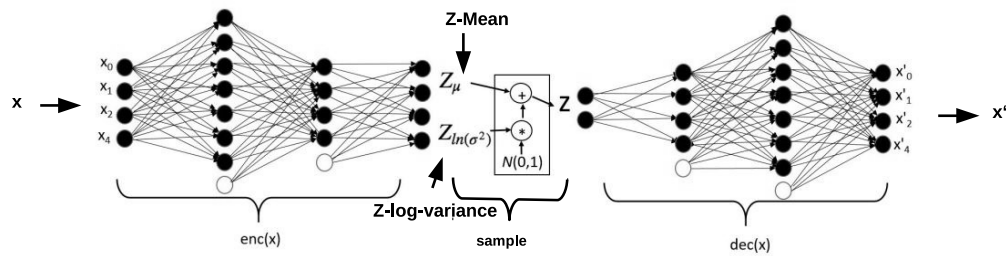 Z-Mean
x
x₀
x₁
x₂
x₄
Z_μ
Z_ln(σ²)
+
*
N(0,1)
Z
x'₀
x'₁
x'₂
x'₄
x‘
Z-log-variance
enc(x)
sample
dec(x)